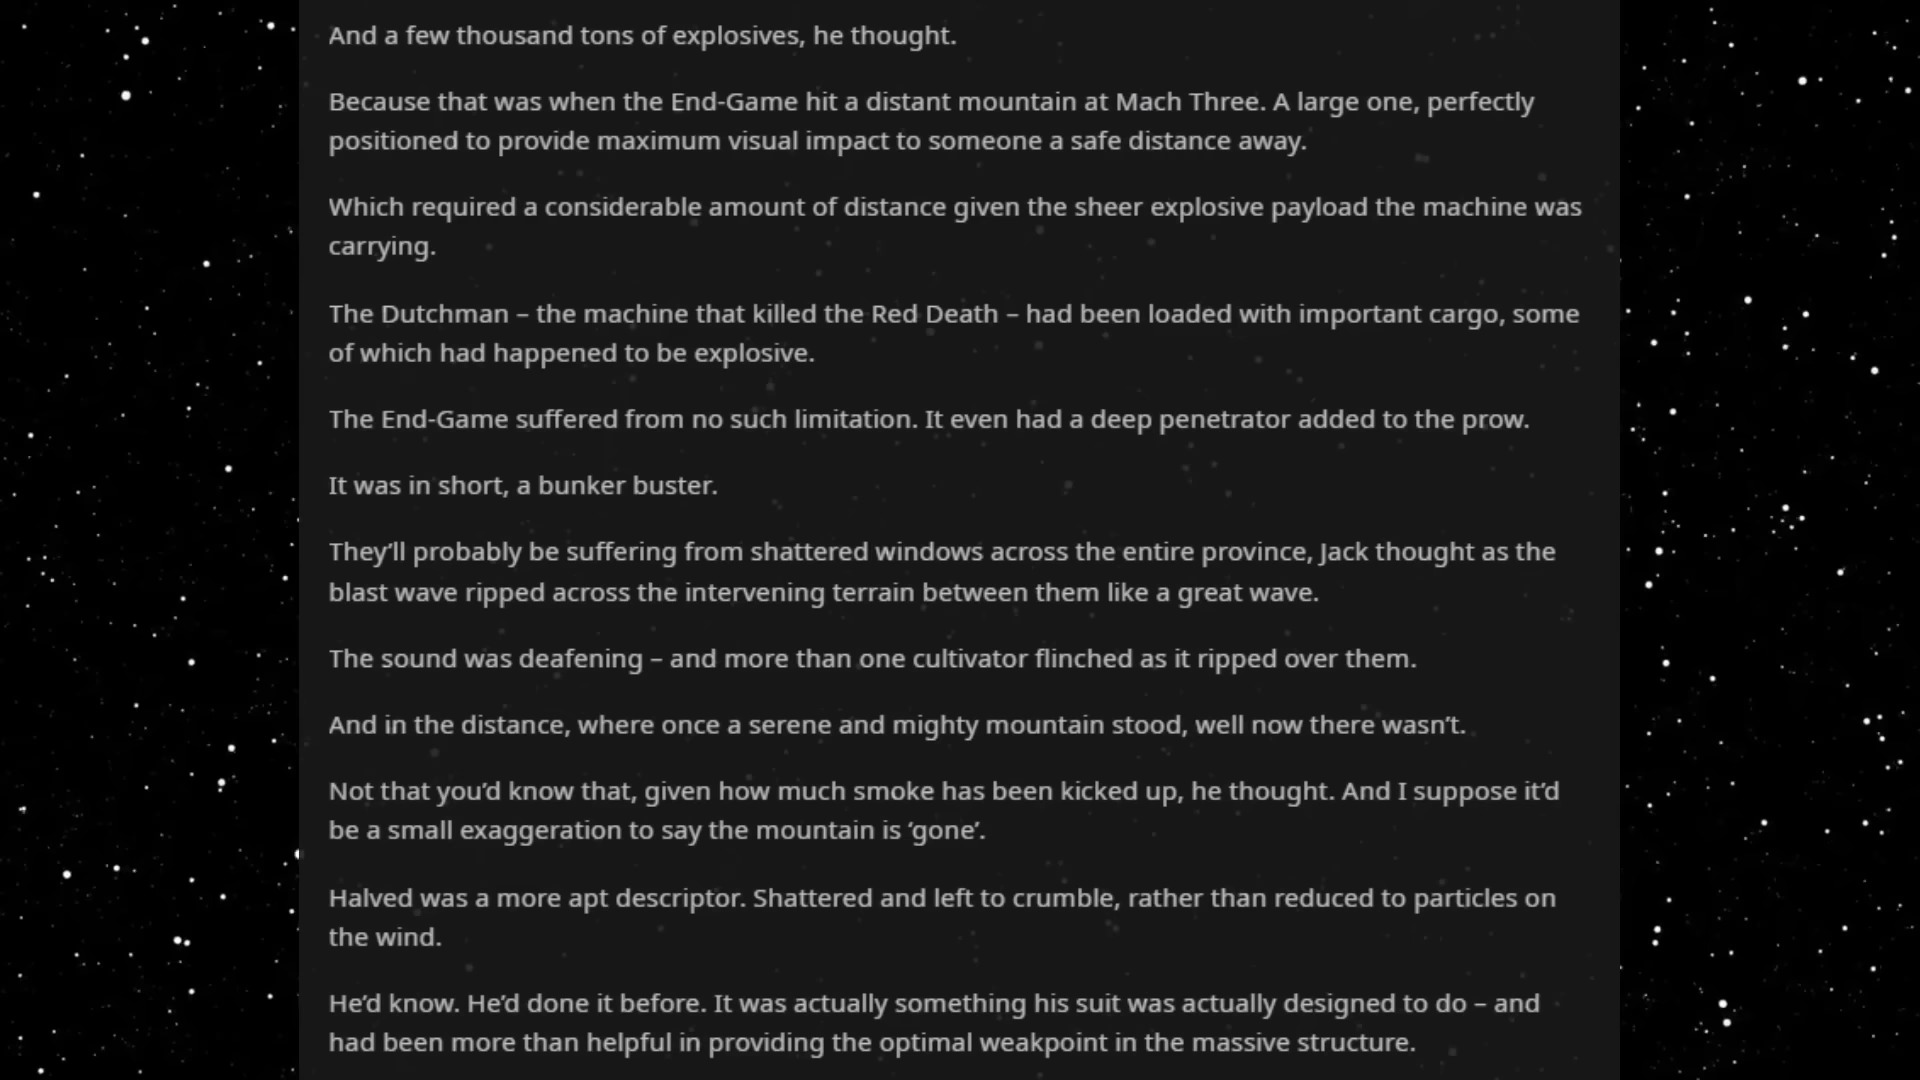 And a few thousand tons of explosives, he thought.
Because that was when the End-Game hit a distant mountain at Mach Three. A large one, perfectly
positioned to provide maximum visual impact to someone a safe distance away.
Which required a considerable amount of distance given the sheer explosive payload the machine was
carrying.
The Dutchman – the machine that killed the Red Death – had been loaded with important cargo, some
of which had happened to be explosive.
The End-Game suffered from no such limitation. It even had a deep penetrator added to the prow.
It was in short, a bunker buster.
They’ll probably be suffering from shattered windows across the entire province, Jack thought as the
blast wave ripped across the intervening terrain between them like a great wave.
The sound was deafening – and more than one cultivator flinched as it ripped over them.
And in the distance, where once a serene and mighty mountain stood, well now there wasn’t.
Not that you’d know that, given how much smoke has been kicked up, he thought. And I suppose it’d
be a small exaggeration to say the mountain is ‘gone’.
Halved was a more apt descriptor. Shattered and left to crumble, rather than reduced to particles on
the wind.
He’d know. He’d done it before. It was actually something his suit was actually designed to do – and
had been more than helpful in providing the optimal weakpoint in the massive structure.